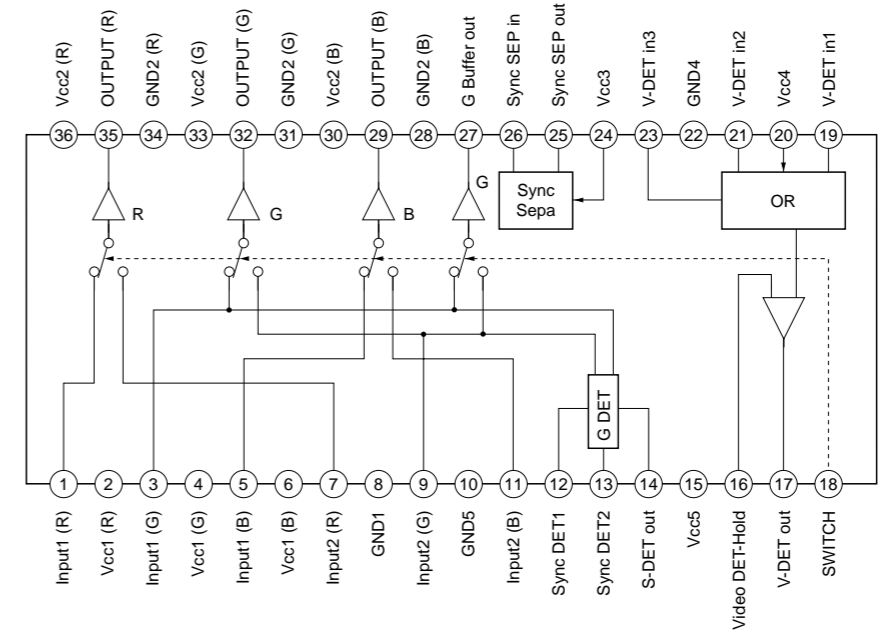 Vcc2 (R)
OUTPUT (R)
GND2 (R)
Vcc2 (G)
OUTPUT (G)
GND2 (G)
Vcc2 (B)
OUTPUT (B)
GND2 (B)
G Buffer out
Sync SEP in
Sync SEP out
Vcc3
V-DET in3
GND4
V-DET in2
Vcc4
V-DET in1
36
35
34
33
32
31
30
29
28
27
26
25
24
23
22
21
20
19
R
G
B
G
Sync
Sepa
OR
G DET
1
2
3
4
5
6
7
8
9
10
11
12
13
14
15
16
17
18
Input1 (R)
Vcc1 (R)
Input1 (G)
Vcc1 (G)
Input1 (B)
Vcc1 (B)
Input2 (R)
GND1
Input2 (G)
GND5
Input2 (B)
Sync DET1
Sync DET2
S-DET out
Vcc5
Video DET-Hold
V-DET out
SWITCH